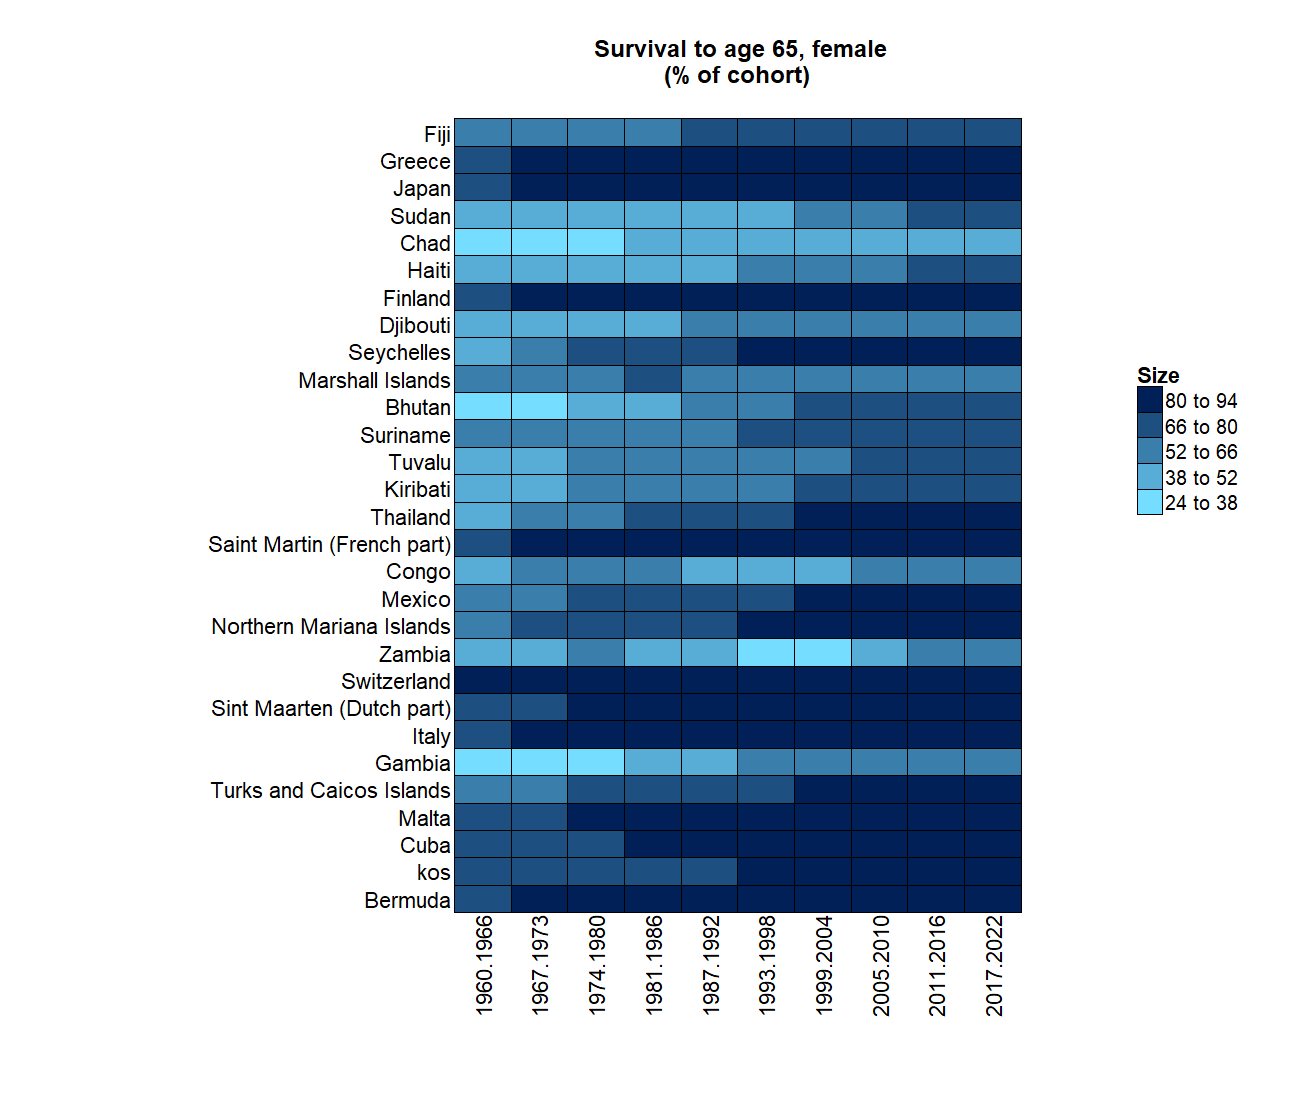 Survival to age 65, female
(% of cohort)
Fiji
Greece
Japan
Sudan
Chad
Haiti
Finland
Djibouti
Seychelles
Marshall Islands
Bhutan
Suriname
Tuvalu
Kiribati
Thailand
Saint Martin (French part)
Congo
Mexico
Northern Mariana Islands
Zambia
Switzerland
Sint Maarten (Dutch part)
Italy
Gambia
Turks and Caicos Islands
Malta
Cuba
kos
Bermuda
1960.1966
1967.1973
1974.1980
1981.1986
1987.1992
1993.1998
1999.2004
2005.2010
2011.2016
2017.2022
Size
80 to 94
66 to 80
52 to 66
38 to 52
24 to 38